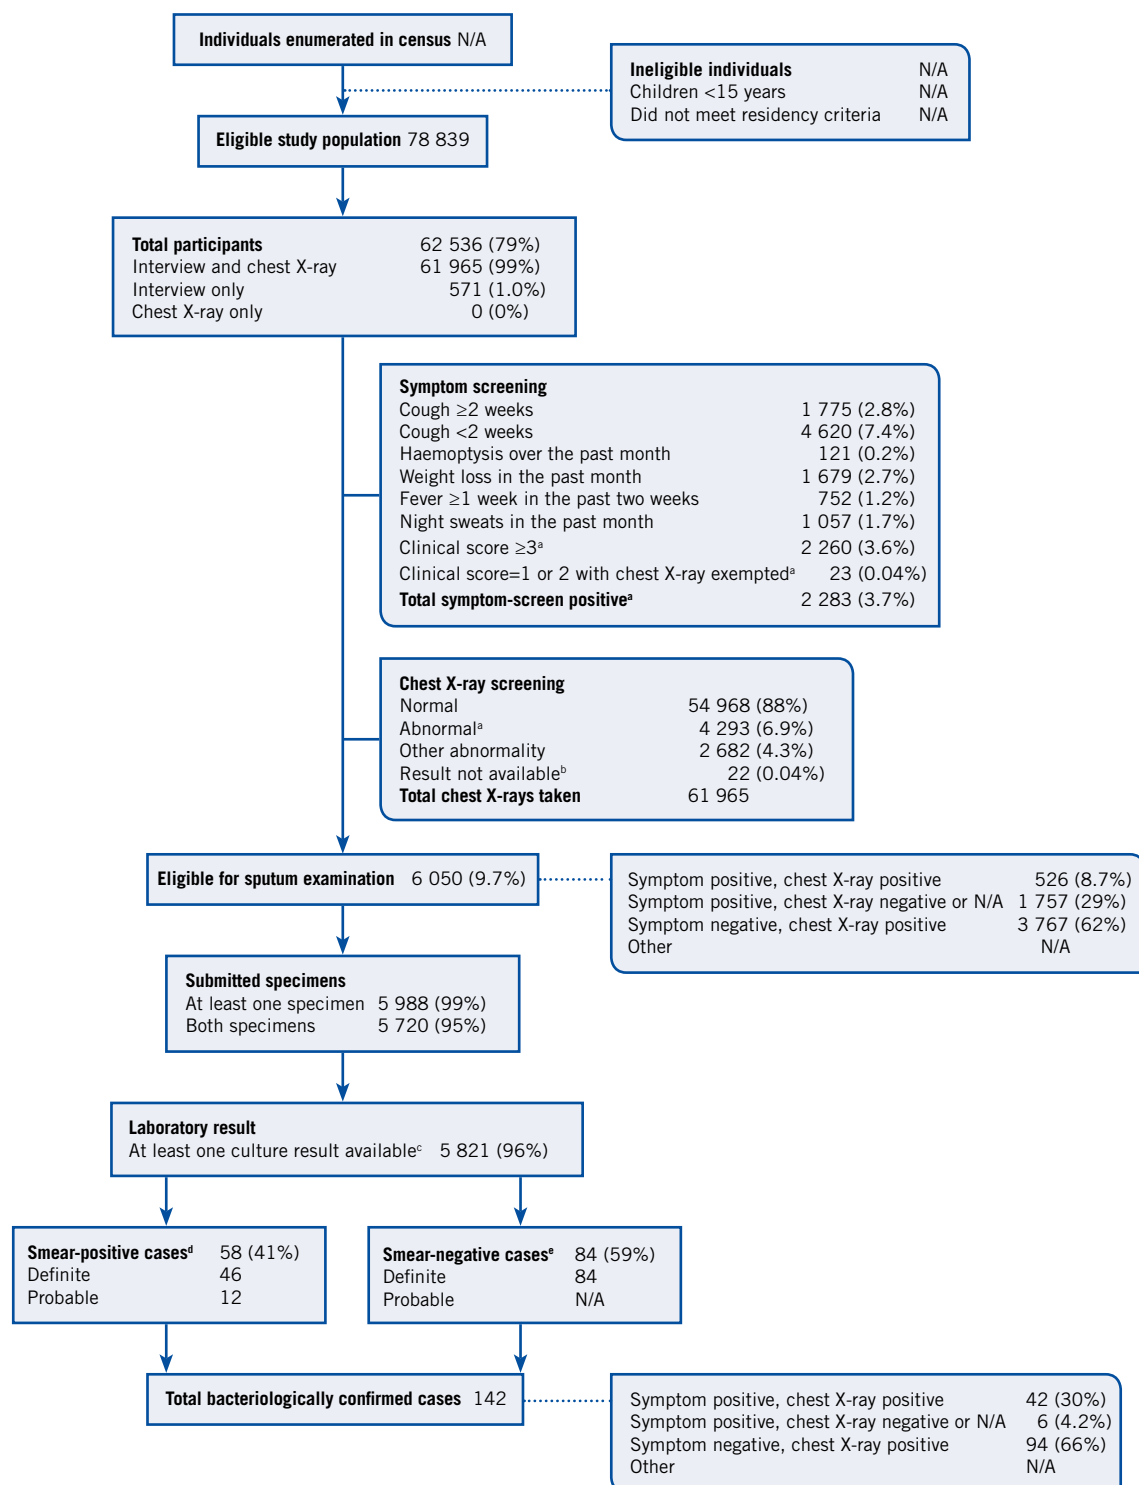 Individuals enumerated in census N/A
Ineligible individuals N/A
Children <15 years N/A
Did not meet residency criteria N/A
Eligible study population 78 839
Total participants 62 536 (79%)
Interview and chest X-ray 61 965 (99%)
Interview only 571 (1.0%)
Chest X-ray only 0 (0%)
Symptom screening
Cough ≥2 weeks 1 775 (2.8%)
Cough <2 weeks 4 620 (7.4%)
Haemoptysis over the past month 121 (0.2%)
Weight loss in the past month 1 679 (2.7%)
Fever ≥1 week in the past two weeks 752 (1.2%)
Night sweats in the past month 1 057 (1.7%)
Clinical score ≥3ᵃ 2 260 (3.6%)
Clinical score=1 or 2 with chest X-ray exemptedᵃ 23 (0.04%)
Total symptom-screen positiveᵃ 2 283 (3.7%)
Chest X-ray screening
Normal 54 968 (88%)
Abnormalᵃ 4 293 (6.9%)
Other abnormality 2 682 (4.3%)
Result not availableᵇ 22 (0.04%)
Total chest X-rays taken 61 965
Eligible for sputum examination 6 050 (9.7%)
Symptom positive, chest X-ray positive 526 (8.7%)
Symptom positive, chest X-ray negative or N/A 1 757 (29%)
Symptom negative, chest X-ray positive 3 767 (62%)
Other N/A
Submitted specimens
At least one specimen 5 988 (99%)
Both specimens 5 720 (95%)
Laboratory result
At least one culture result availableᶜ 5 821 (96%)
Smear-positive casesᵈ 58 (41%)
Definite 46
Probable 12
Smear-negative casesᵉ 84 (59%)
Definite 84
Probable N/A
Total bacteriologically confirmed cases 142
Symptom positive, chest X-ray positive 42 (30%)
Symptom positive, chest X-ray negative or N/A 6 (4.2%)
Symptom negative, chest X-ray positive 94 (66%)
Other N/A